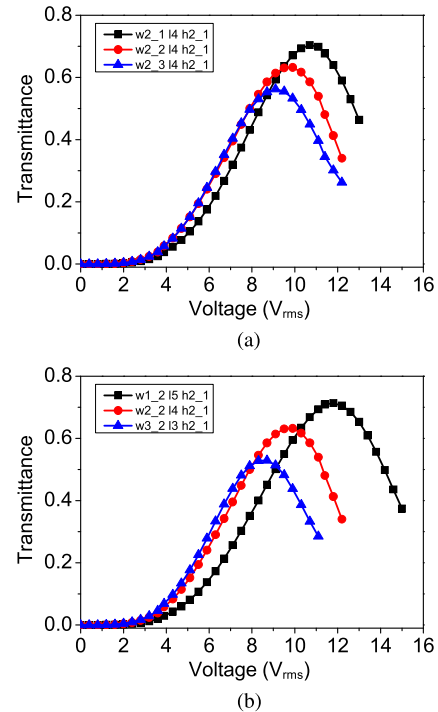 0.8
w2_1 l4 h2_1
w2_2 l4 h2_1
w2_3 l4 h2_1
0.6
0.4
0.2
0.0
Transmittance
0 2 4 6 8 10 12 14 16
Voltage (Vrms)
(a)
0.8
w1_2 l5 h2_1
w2_2 l4 h2_1
w3_2 l3 h2_1
0.6
0.4
0.2
0.0
Transmittance
0 2 4 6 8 10 12 14 16
Voltage (Vrms)
(b)